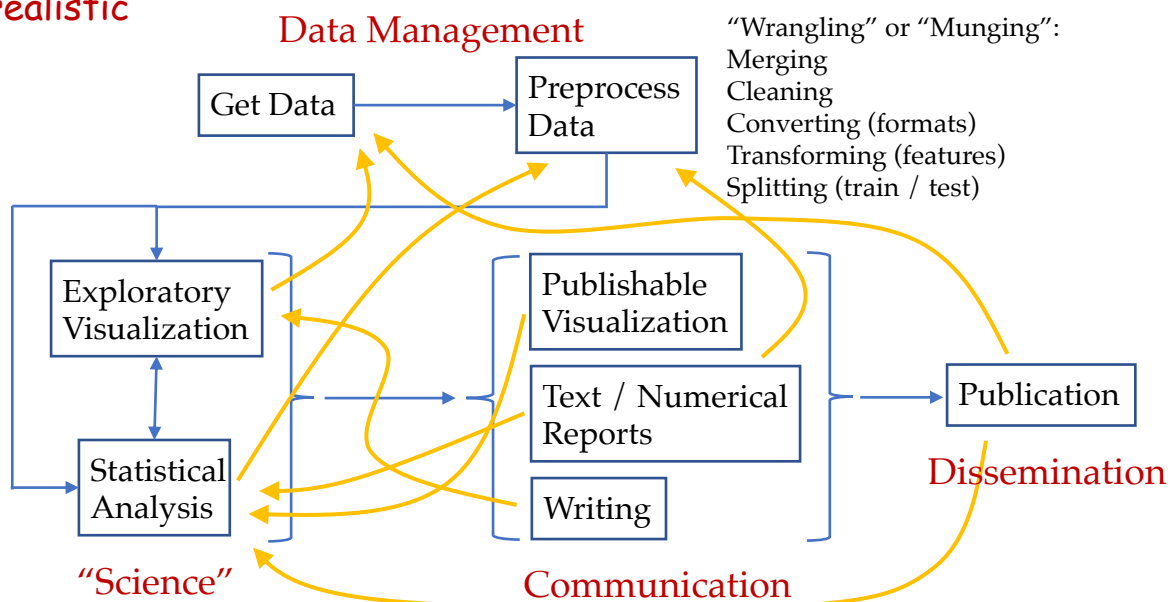 realistic
Data Management
“Wrangling” or “Munging”:
Merging
Cleaning
Converting (formats)
Transforming (features)
Splitting (train / test)
Get Data
Preprocess
Data
Exploratory
Visualization
Publishable
Visualization
Text / Numerical
Reports
Publication
Statistical
Analysis
Writing
Dissemination
“Science”
Communication